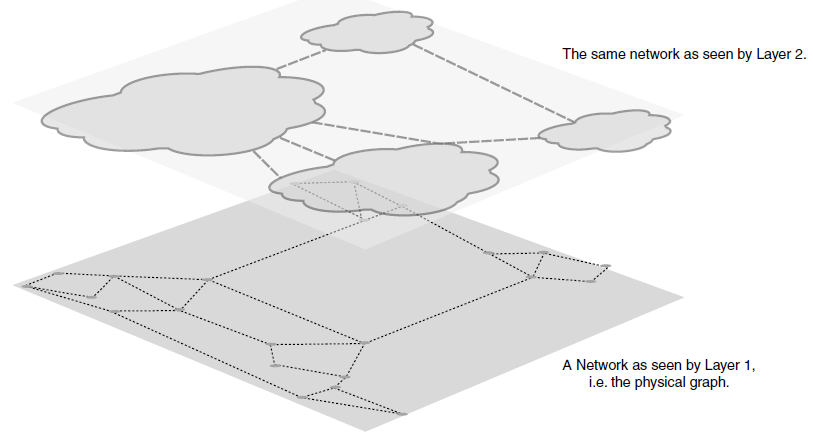 The same network as seen by Layer 2.
A Network as seen by Layer 1,
i.e. the physical graph.